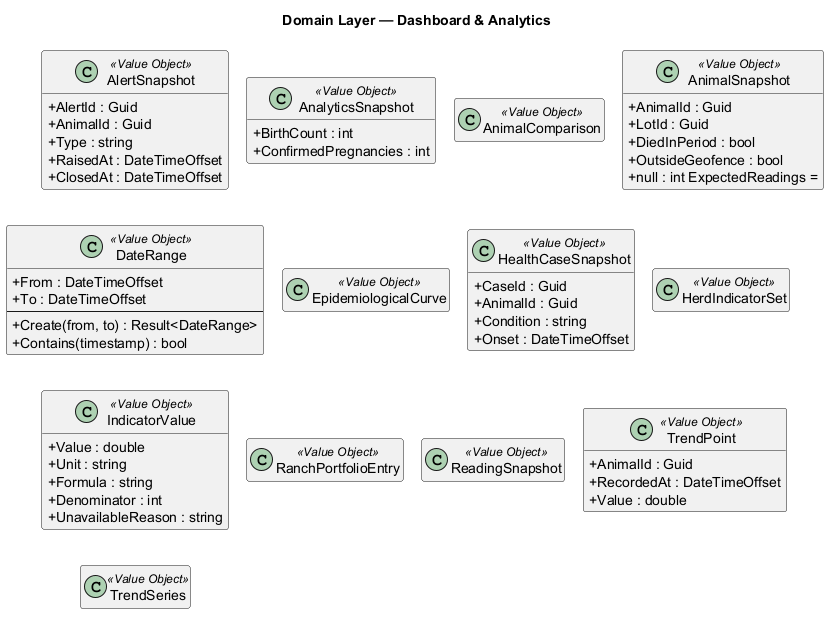 Domain Layer — Dashboard & Analytics
«Value Object»
AlertSnapshot
+AlertId : Guid
+AnimalId : Guid
+Type : string
+RaisedAt : DateTimeOffset
+ClosedAt : DateTimeOffset
«Value Object»
AnalyticsSnapshot
+BirthCount : int
+ConfirmedPregnancies : int
«Value Object»
AnimalComparison
«Value Object»
AnimalSnapshot
+AnimalId : Guid
+LotId : Guid
+DiedInPeriod : bool
+OutsideGeofence : bool
+null : int ExpectedReadings =
«Value Object»
DateRange
+From : DateTimeOffset
+To : DateTimeOffset
+Create(from, to) : Result<DateRange>
+Contains(timestamp) : bool
«Value Object»
EpidemiologicalCurve
«Value Object»
HealthCaseSnapshot
+CaseId : Guid
+AnimalId : Guid
+Condition : string
+Onset : DateTimeOffset
«Value Object»
HerdIndicatorSet
«Value Object»
IndicatorValue
+Value : double
+Unit : string
+Formula : string
+Denominator : int
+UnavailableReason : string
«Value Object»
RanchPortfolioEntry
«Value Object»
ReadingSnapshot
«Value Object»
TrendPoint
+AnimalId : Guid
+RecordedAt : DateTimeOffset
+Value : double
«Value Object»
TrendSeries